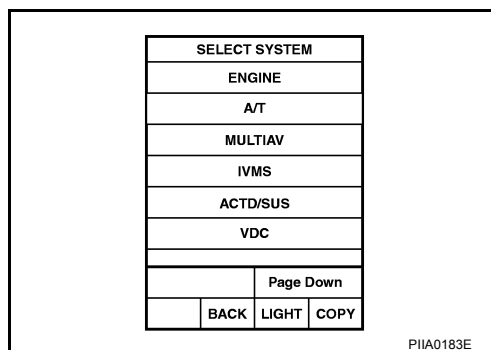 SELECT SYSTEM
ENGINE
A/T
MULTIAV
IVMS
ACTD/SUS
VDC
Page Down
BACK LIGHT COPY
PIIA0183E